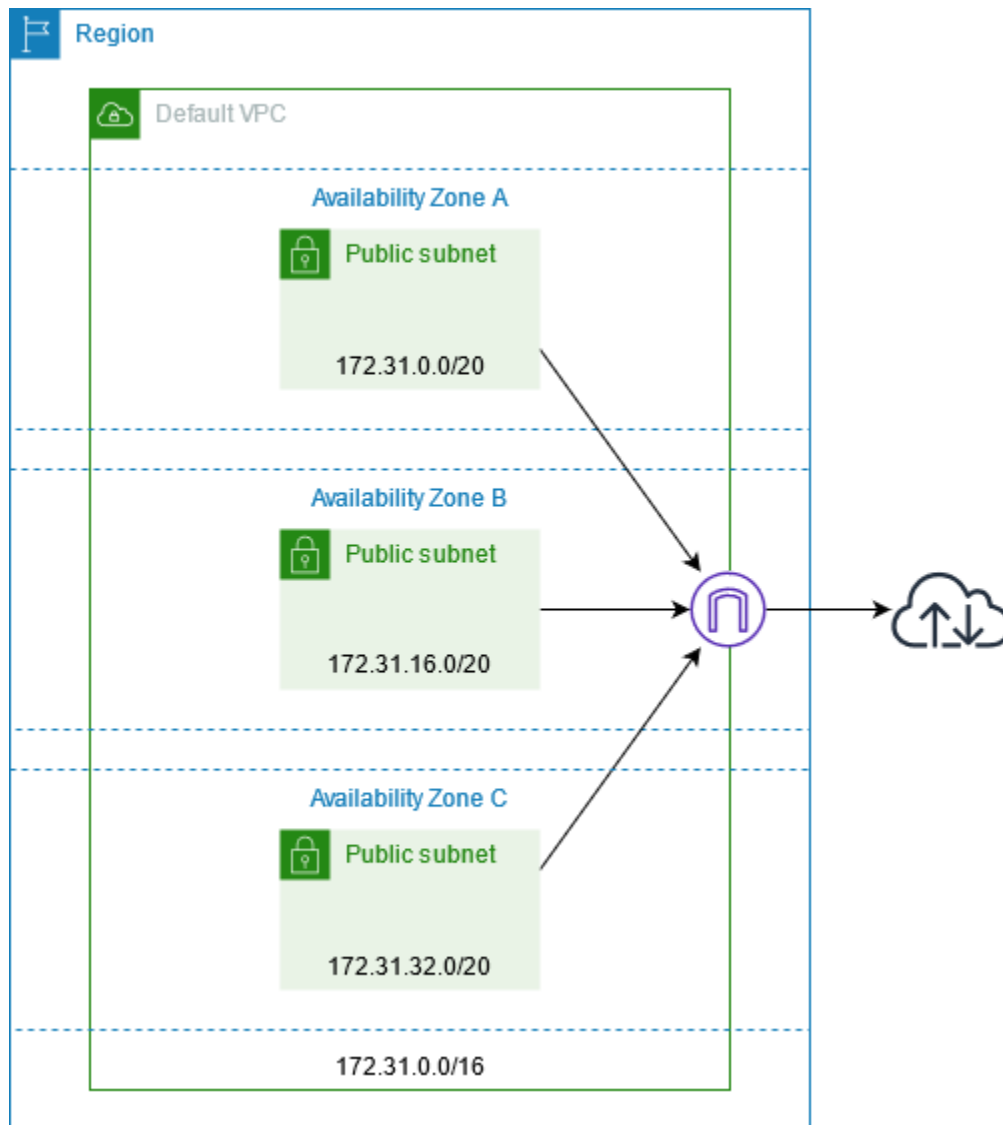 Region
Default VPC
Availability Zone A
Public subnet
172.31.0.0/20
Availability Zone B
Public subnet
172.31.16.0/20
Availability Zone C
Public subnet
172.31.32.0/20
172.31.0.0/16